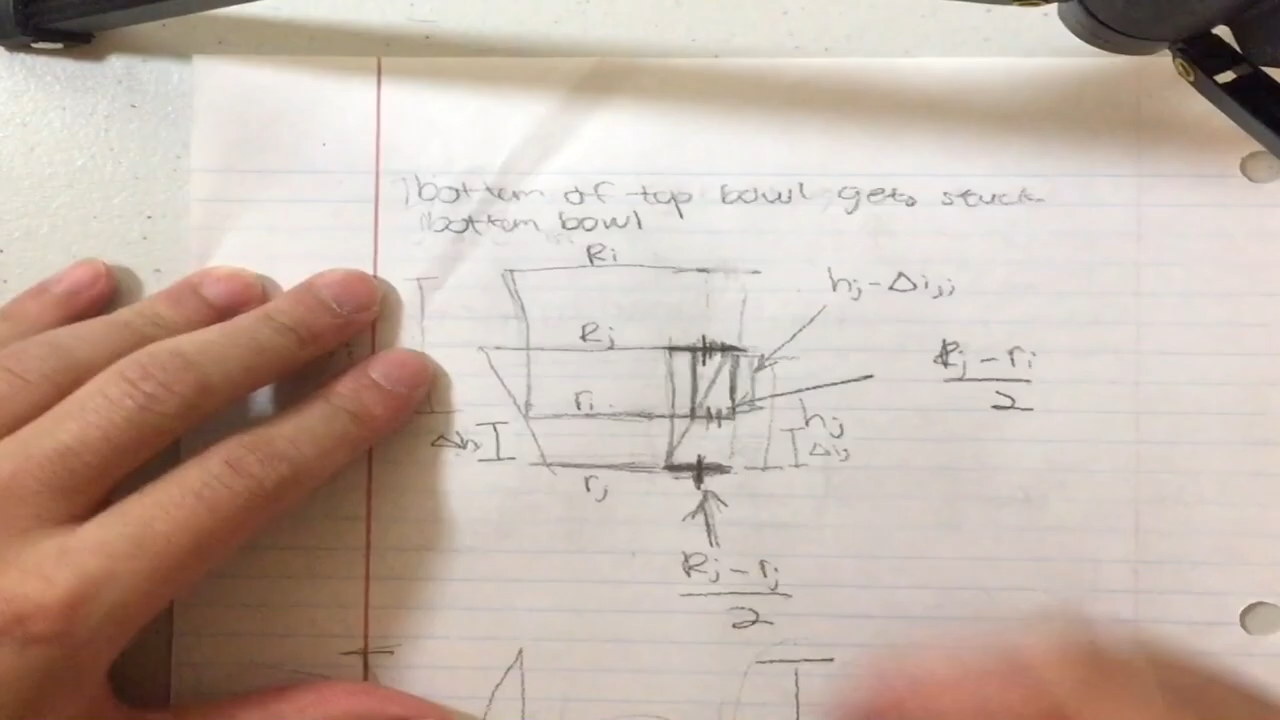 bottom of top bowl gets stuck
bottom bowl
Ri
hj - Δi,j
Rj
Rj - ri
2
ri
hj
Δh
Δij
rj
Rj - rj
2